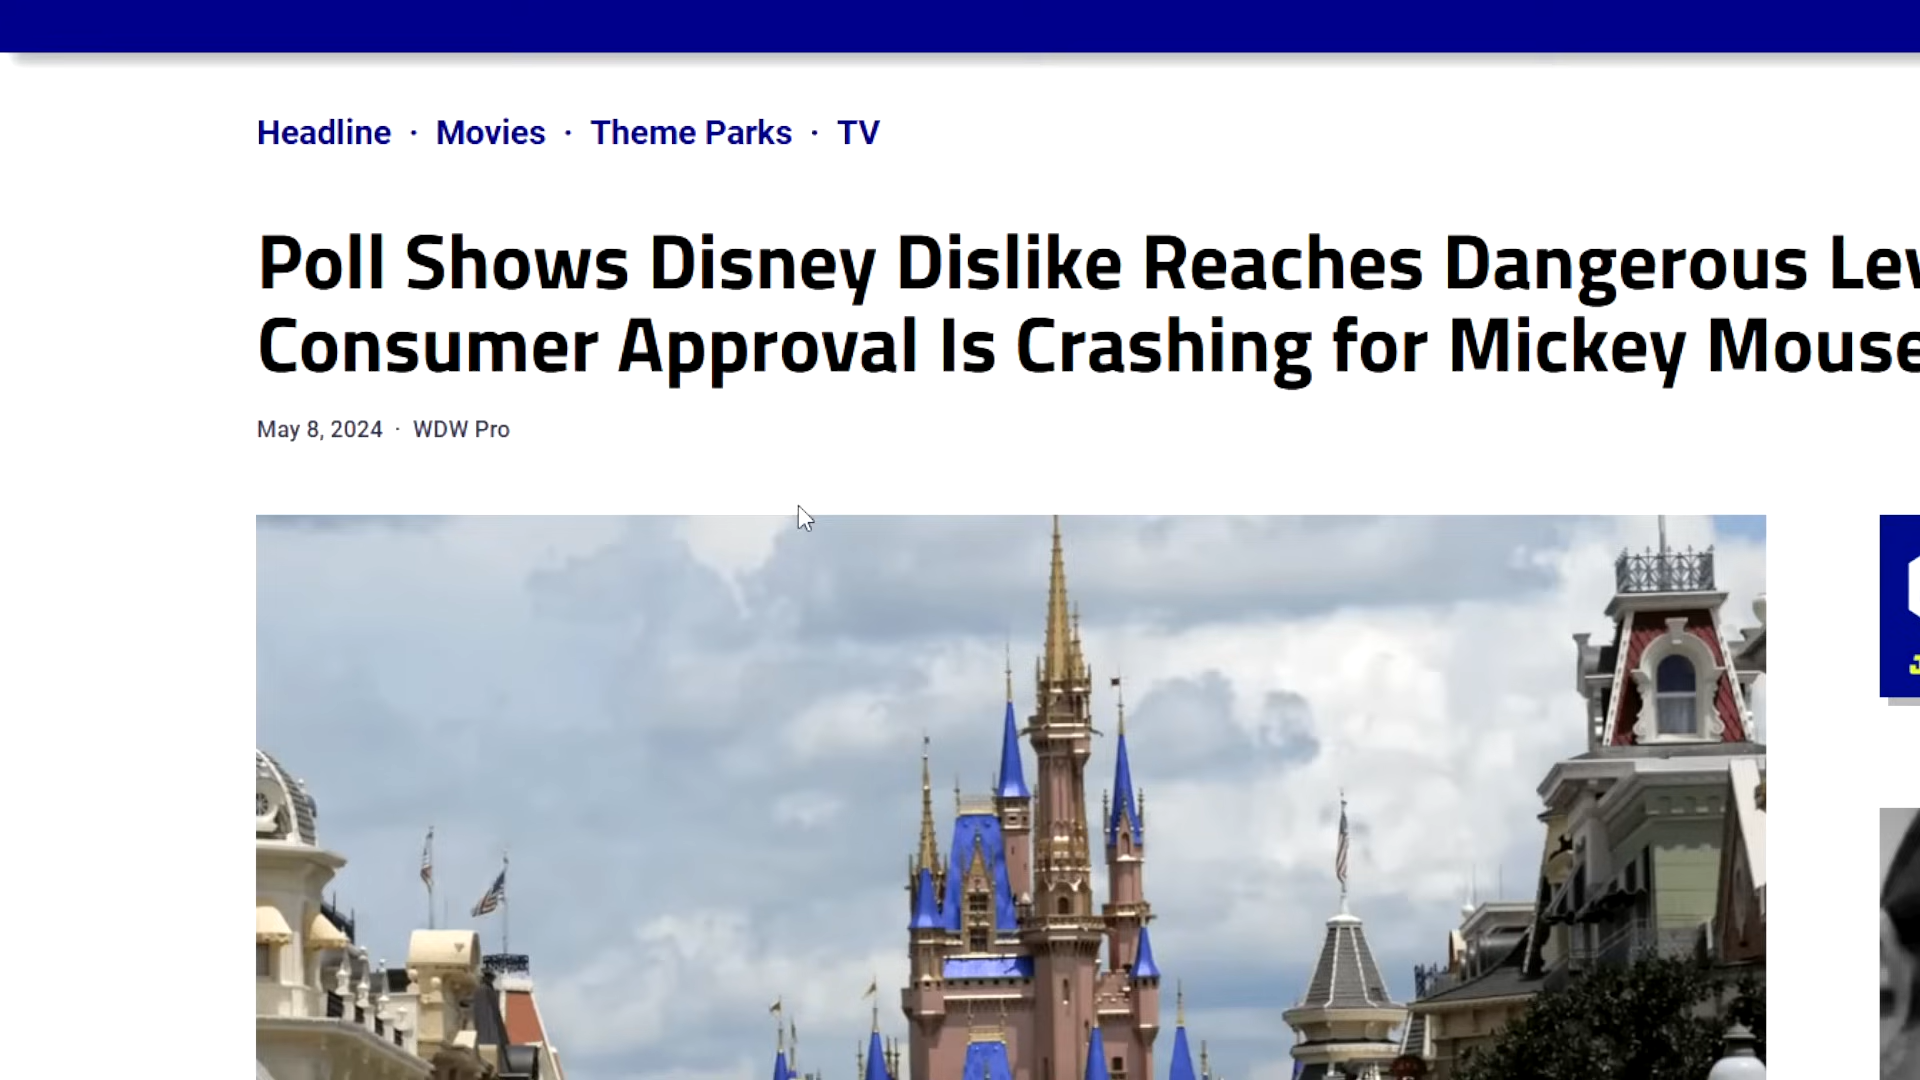 Headline · Movies · Theme Parks · TV
Poll Shows Disney Dislike Reaches Dangerous
Consumer Approval Is Crashing for Mickey Mouse
May 8, 2024 · WDW Pro